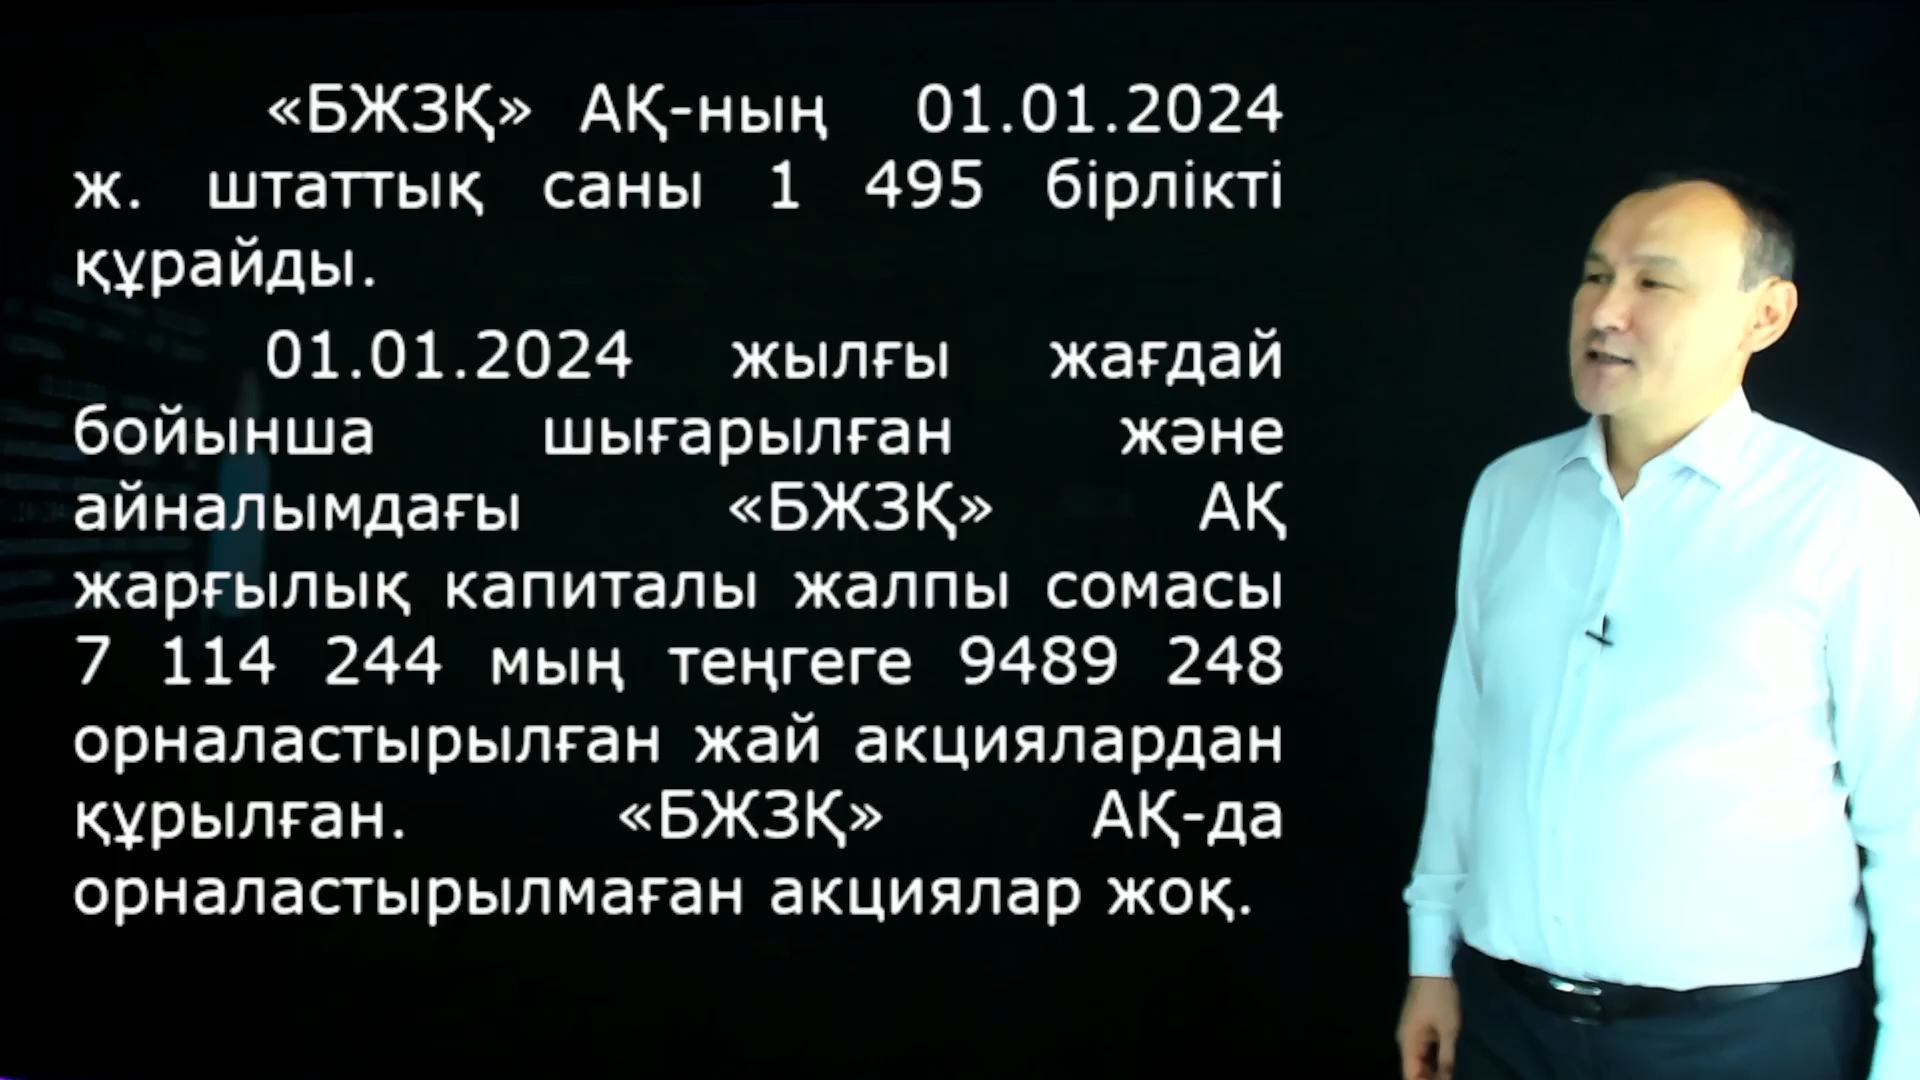 «БЖЗҚ» АҚ-ның 01.01.2024
ж. штаттық саны 1 495 бірлікті
құрайды.
01.01.2024 жылғы жағдай
бойынша шығарылған және
айналымдағы «БЖЗҚ» АҚ
жарғылық капиталы жалпы сомасы
7 114 244 мың теңгеге 9489 248
орналастырылған жай акциялардан
құрылған. «БЖЗҚ» АҚ-да
орналастырылмаған акциялар жоқ.